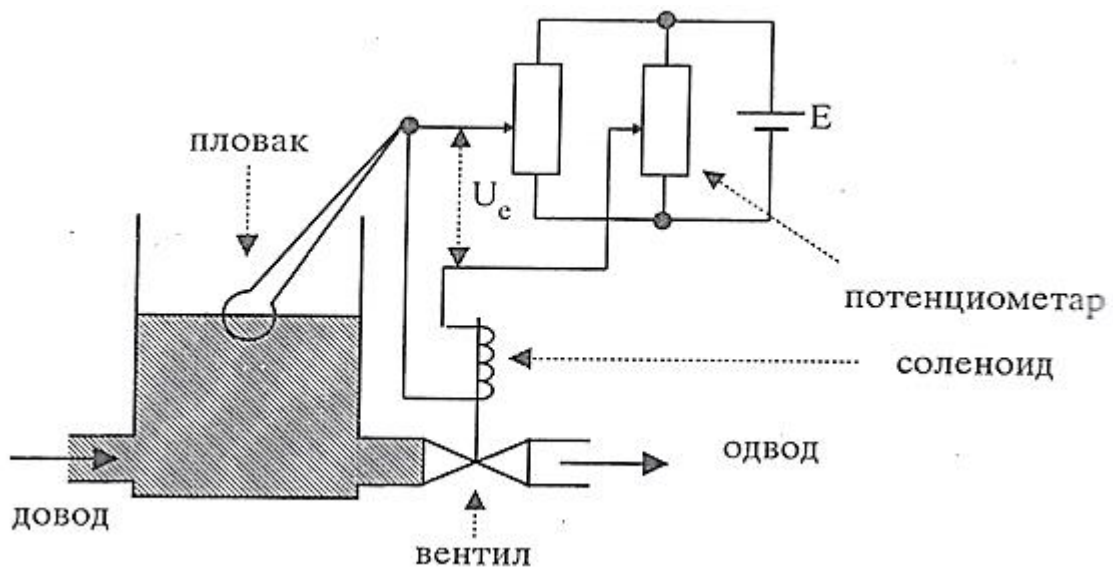 E
пловак
U_e
потенциометар
соленоид
одвод
довод
вентил